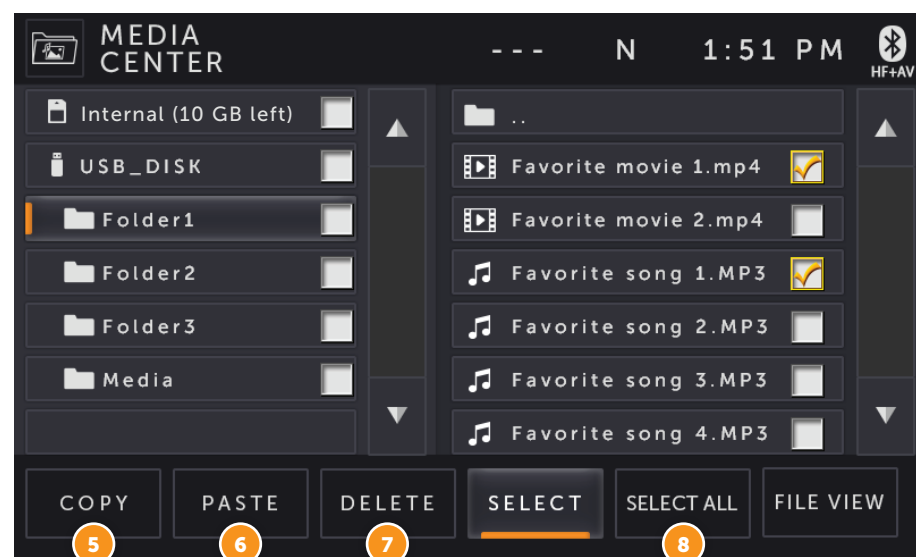 MEDIA
CENTER
--- N 1:51 PM
HF+AV
Internal (10 GB left)
USB_DISK
Folder1
Folder2
Folder3
Media
..
Favorite movie 1.mp4
Favorite movie 2.mp4
Favorite song 1.MP3
Favorite song 2.MP3
Favorite song 3.MP3
Favorite song 4.MP3
COPY PASTE DELETE SELECT SELECT ALL FILE VIEW
5 6 7 8